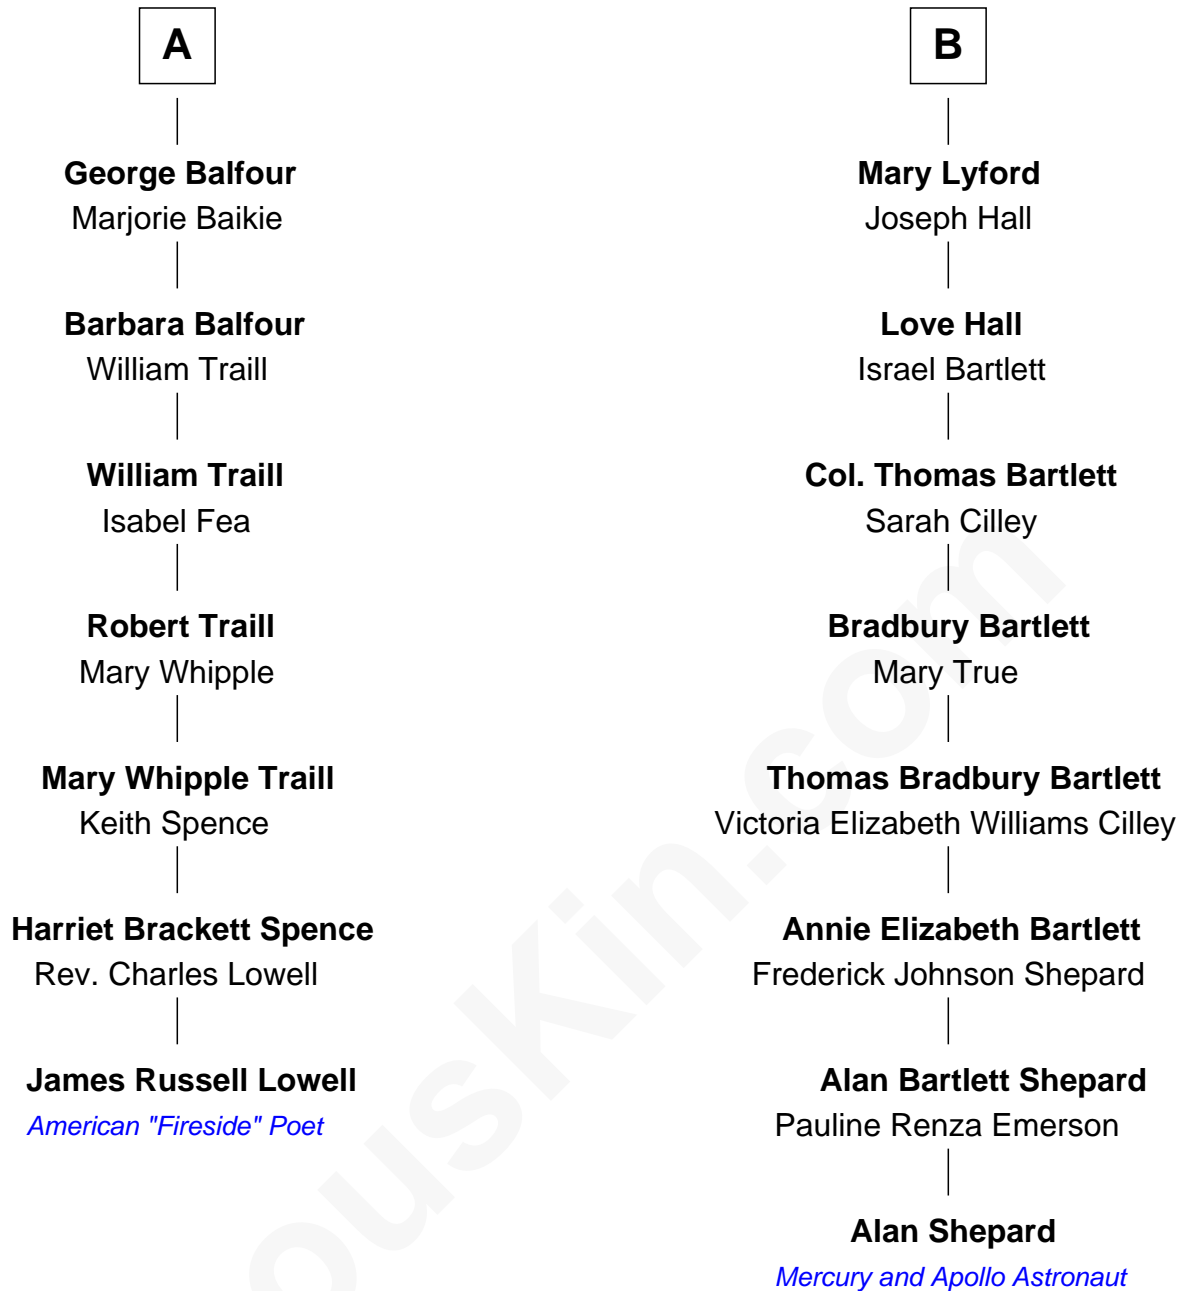 A
George Balfour
Marjorie Baikie
Barbara Balfour
William Traill
William Traill
Isabel Fea
Robert Traill
Mary Whipple
Mary Whipple Traill
Keith Spence
Harriet Brackett Spence
Rev. Charles Lowell
James Russell Lowell
American "Fireside" Poet
B
Mary Lyford
Joseph Hall
Love Hall
Israel Bartlett
Col. Thomas Bartlett
Sarah Cilley
Bradbury Bartlett
Mary True
Thomas Bradbury Bartlett
Victoria Elizabeth Williams Cilley
Annie Elizabeth Bartlett
Frederick Johnson Shepard
Alan Bartlett Shepard
Pauline Renza Emerson
Alan Shepard
Mercury and Apollo Astronaut
ousKin.com